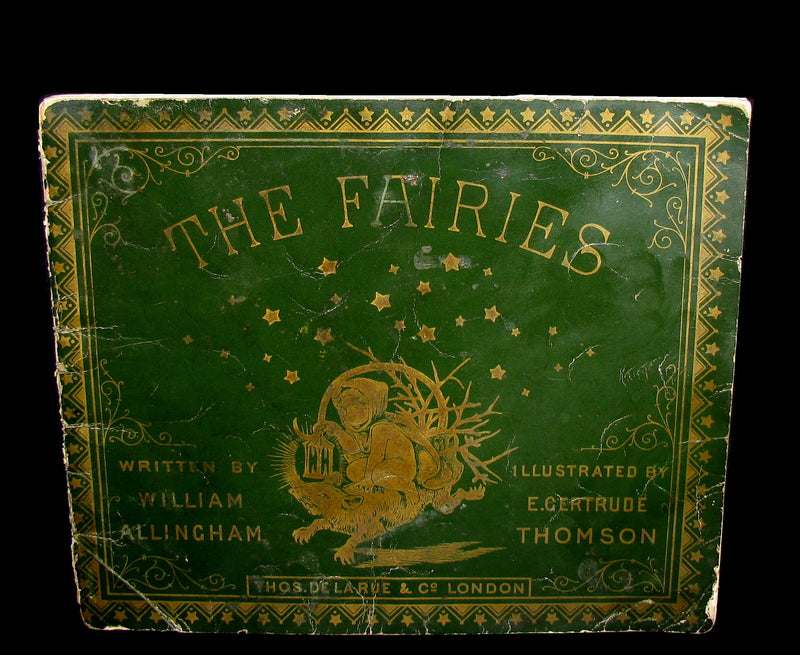 THE FAIRIES
WRITTEN BY
WILLIAM
ALLINGHAM
ILLUSTRATED BY
E. GERTRUDE
THOMSON
THOS. DE LA RUE & Cº LONDON